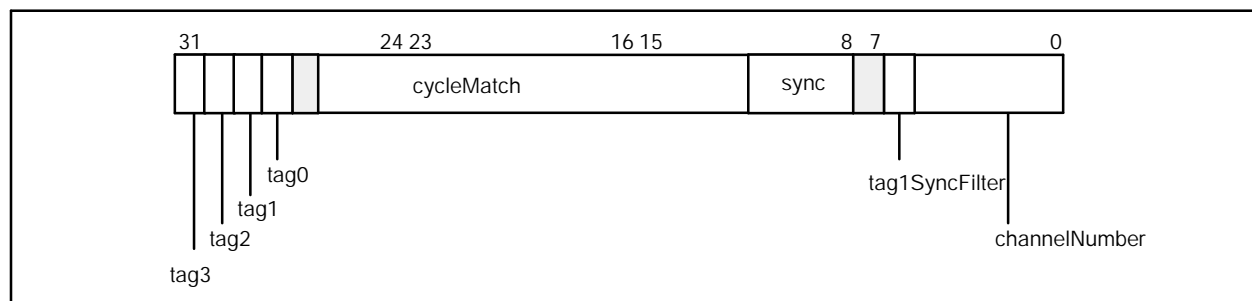 31 24 23 16 15 8 7 0
cycleMatch sync
tag0
tag1SyncFilter
tag1
tag2 channelNumber
tag3